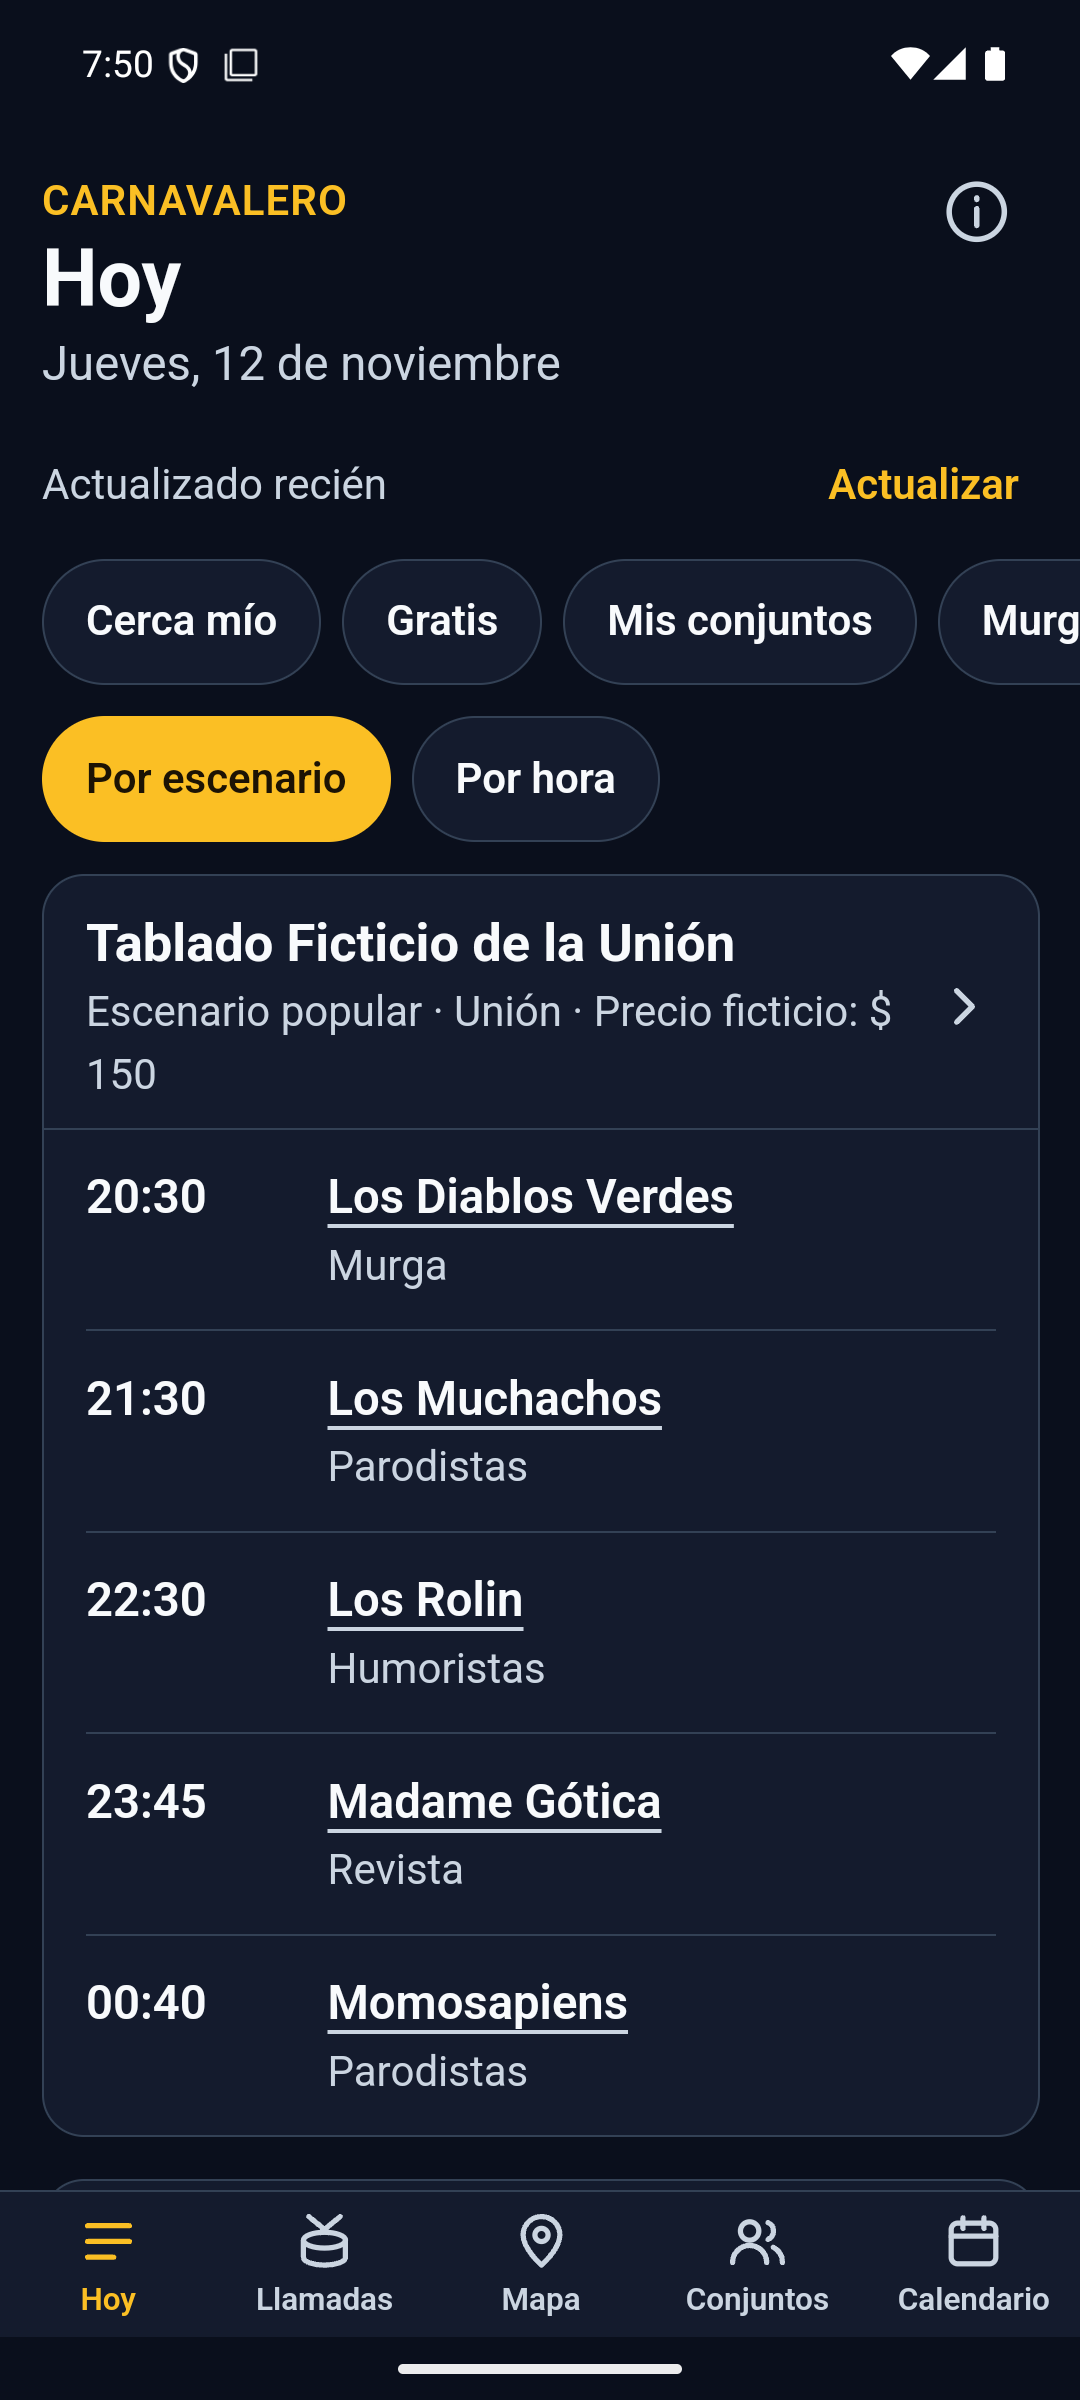 7:50
CARNAVALERO
Hoy
Jueves, 12 de noviembre
Actualizado recién
Actualizar
Cerca mío
Gratis
Mis conjuntos
Murg
Por escenario
Por hora
Tablado Ficticio de la Unión
Escenario popular · Unión · Precio ficticio: $
150
20:30
Los Diablos Verdes
Murga
21:30
Los Muchachos
Parodistas
22:30
Los Rolin
Humoristas
23:45
Madame Gótica
Revista
00:40
Momosapiens
Parodistas
Hoy
Llamadas
Mapa
Conjuntos
Calendario